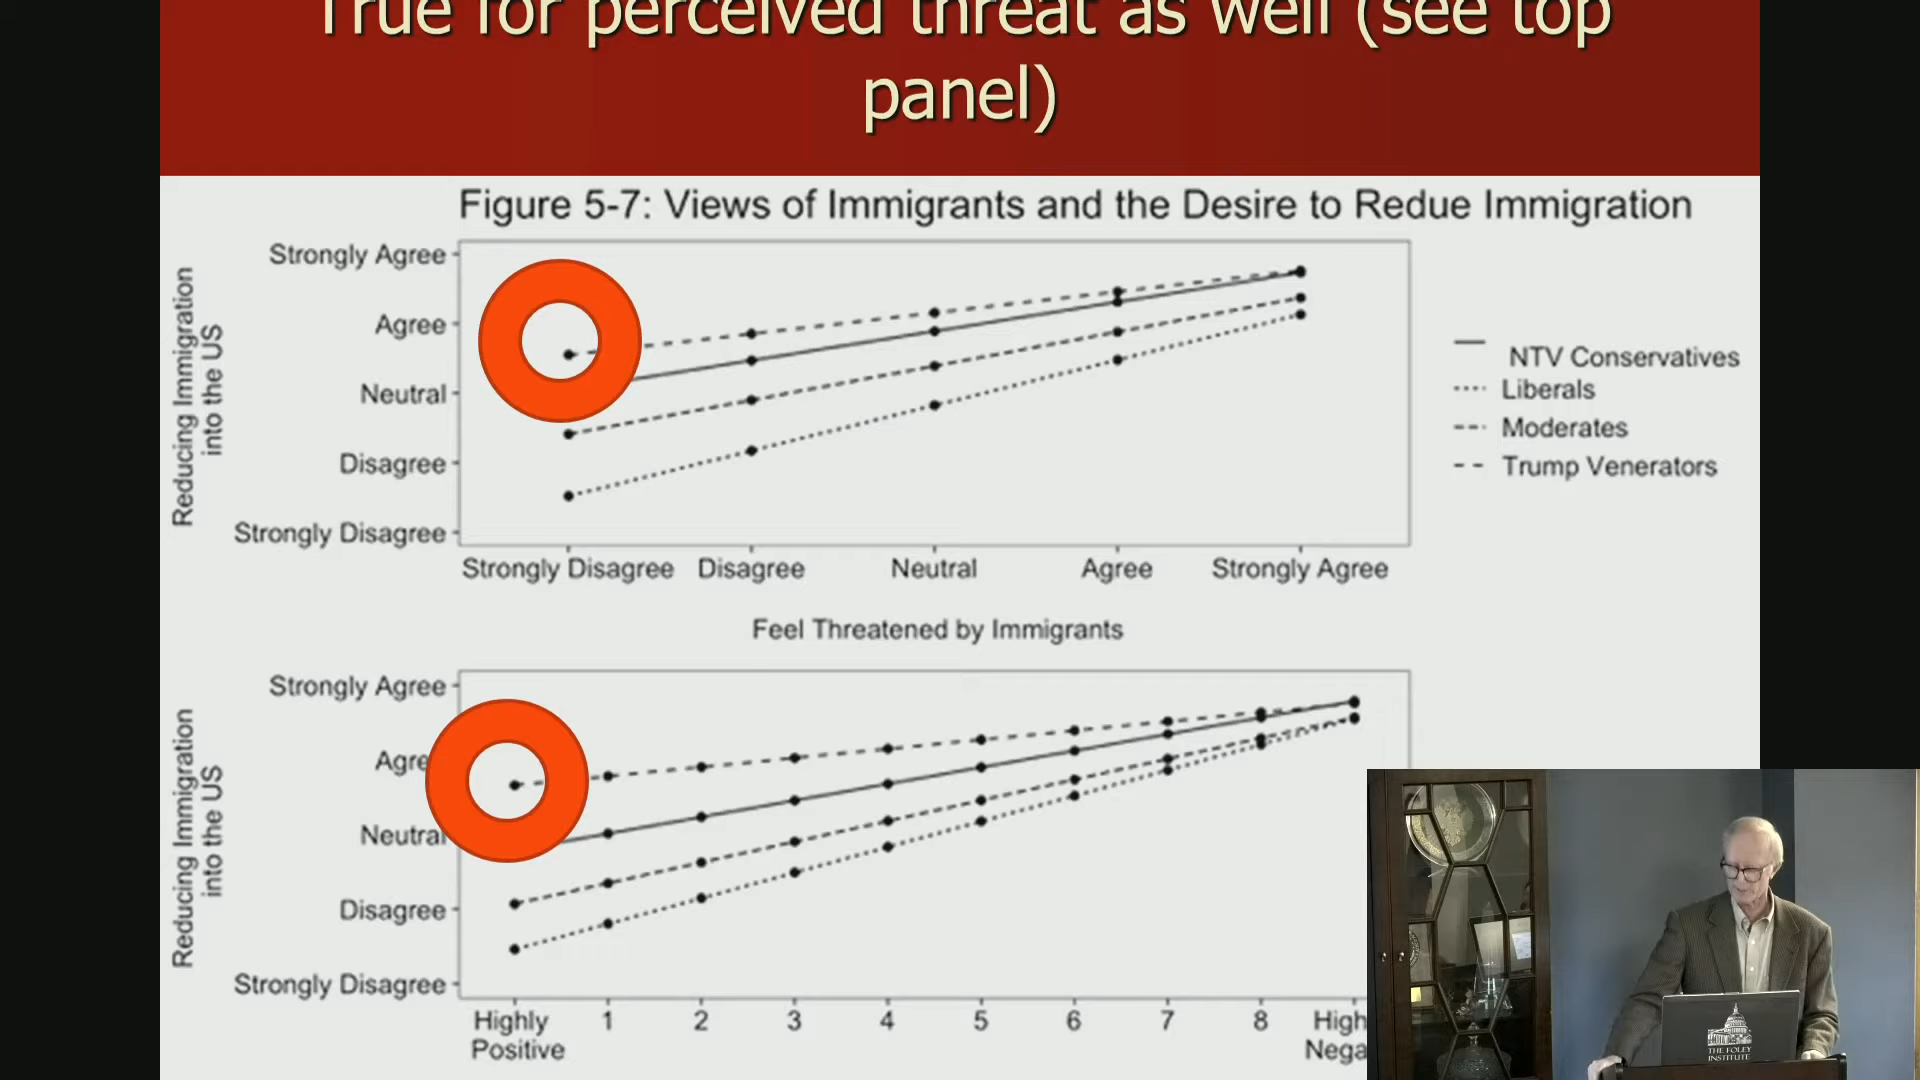 True for perceived threat as well (see top
panel)
Figure 5-7: Views of Immigrants and the Desire to Redue Immigration
Reducing Immigration
into the US
Strongly Agree
Agree
Neutral
Disagree
Strongly Disagree
Strongly Disagree Disagree Neutral Agree Strongly Agree
Feel Threatened by Immigrants
NTV Conservatives
Liberals
Moderates
Trump Venerators
Reducing Immigration
into the US
Strongly Agree
Agre
Neutral
Disagree
Strongly Disagree
Highly 1 2 3 4 5 6 7 8 High
Positive Nega
THE FOLEY
INSTITUTE